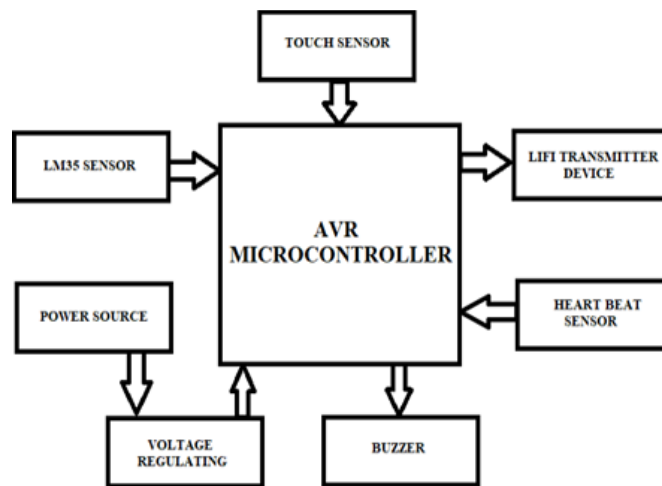 TOUCH SENSOR
LM35 SENSOR
LIFI TRANSMITTER
DEVICE
AVR
MICROCONTROLLER
POWER SOURCE
HEART BEAT
SENSOR
VOLTAGE
REGULATING
BUZZER